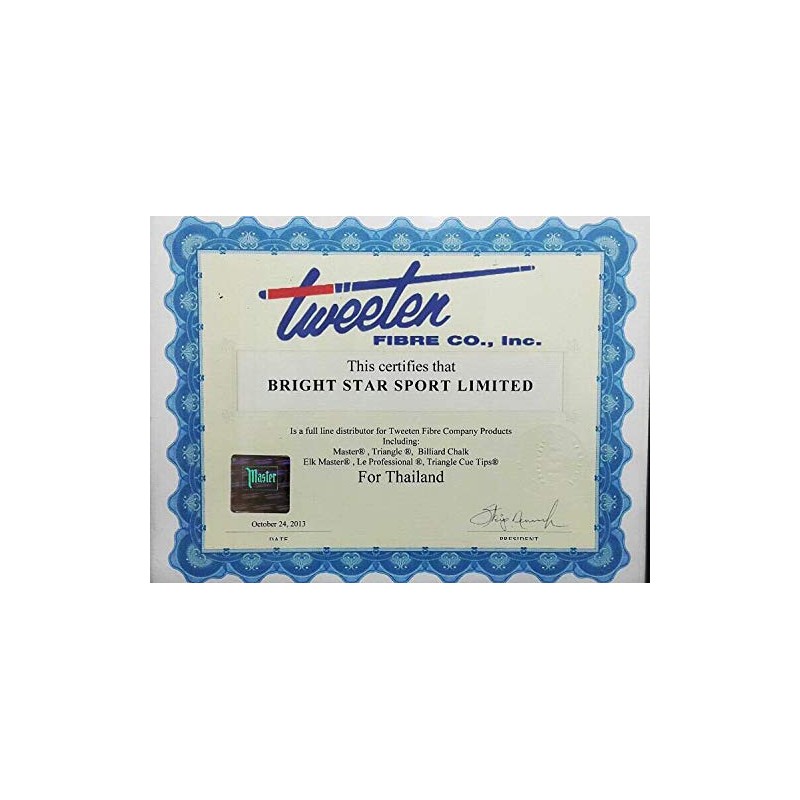 Tweeten
FIBRE CO., Inc.
This certifies that
BRIGHT STAR SPORT LIMITED
Is a full line distributor for Tweeten Fibre Company Products
Including:
Master® , Triangle ®, Billiard Chalk
Elk Master® , Le Professional ®, Triangle Cue Tips®
For Thailand
Master
October 24, 2013
DATE
PRESIDENT